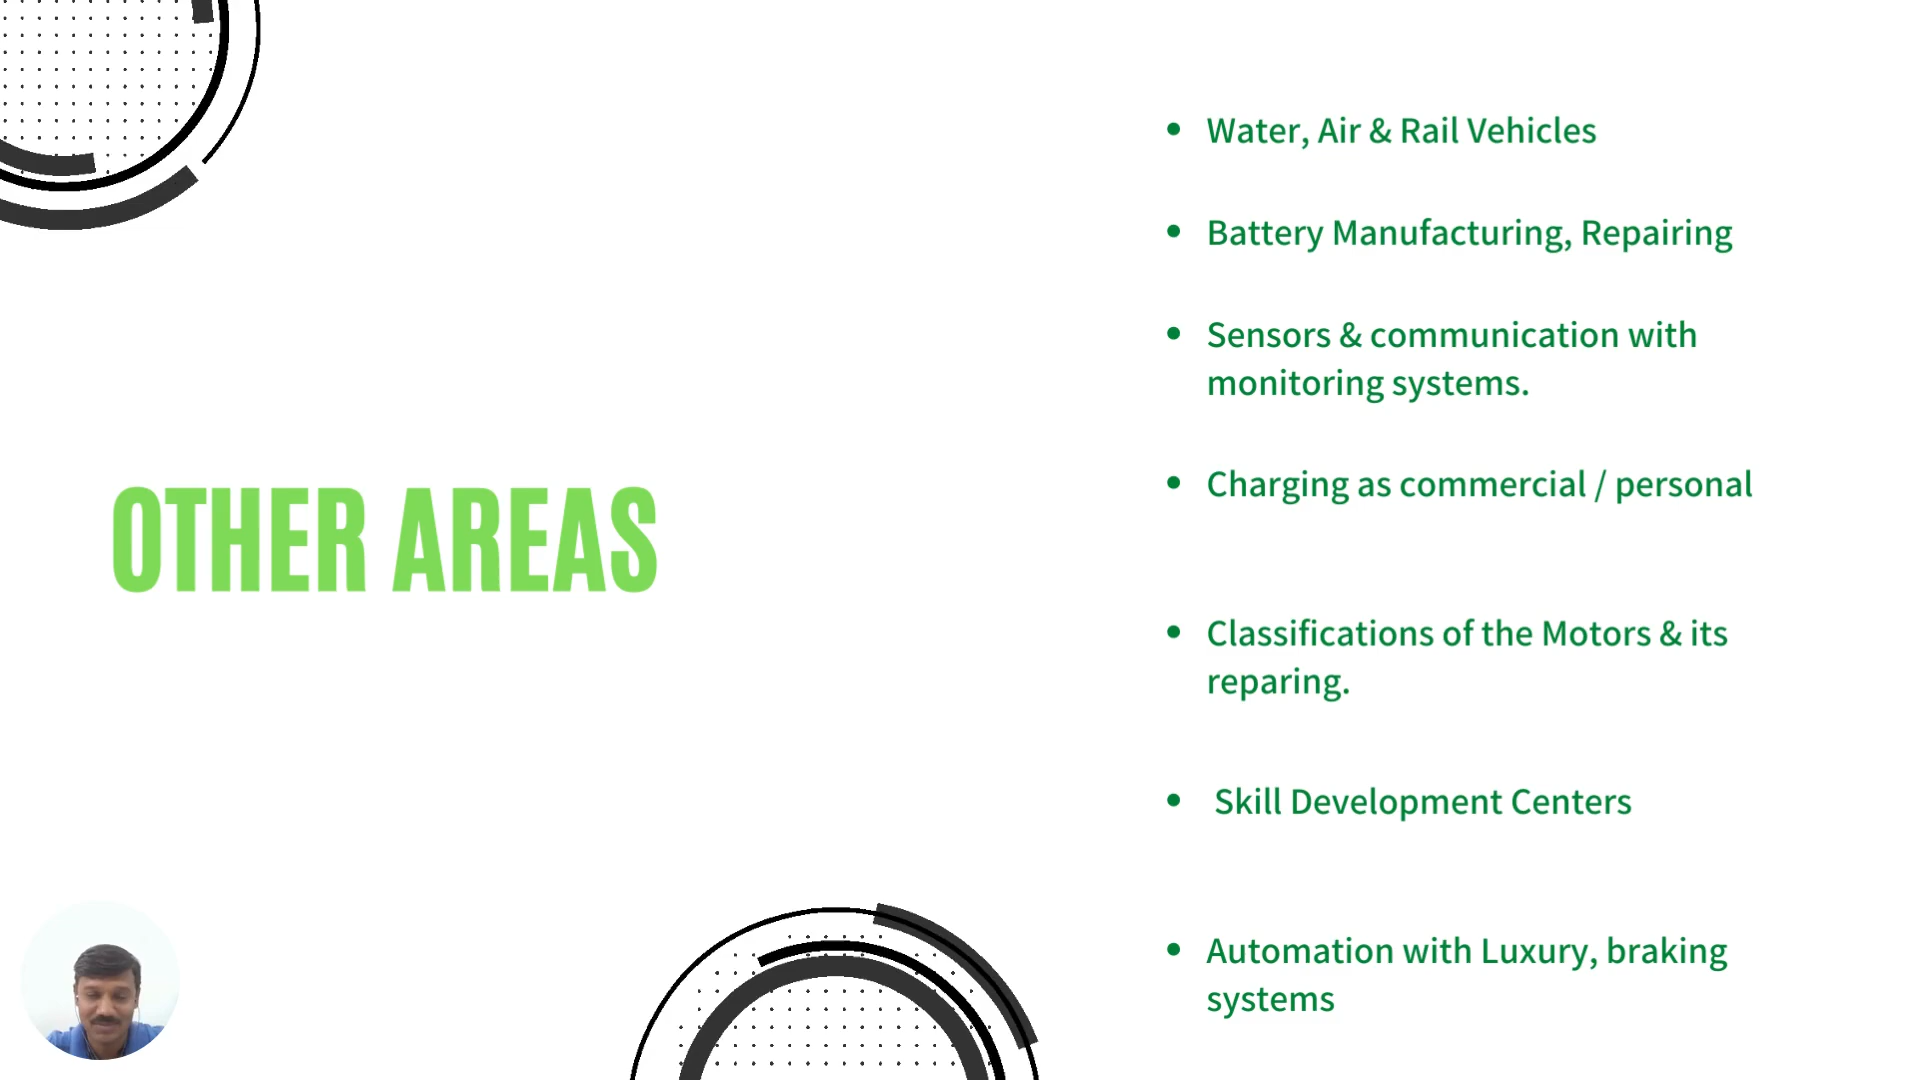 OTHER AREAS
• Water, Air & Rail Vehicles
• Battery Manufacturing, Repairing
• Sensors & communication with
monitoring systems.
• Charging as commercial / personal
• Classifications of the Motors & its
reparing.
• Skill Development Centers
• Automation with Luxury, braking
systems